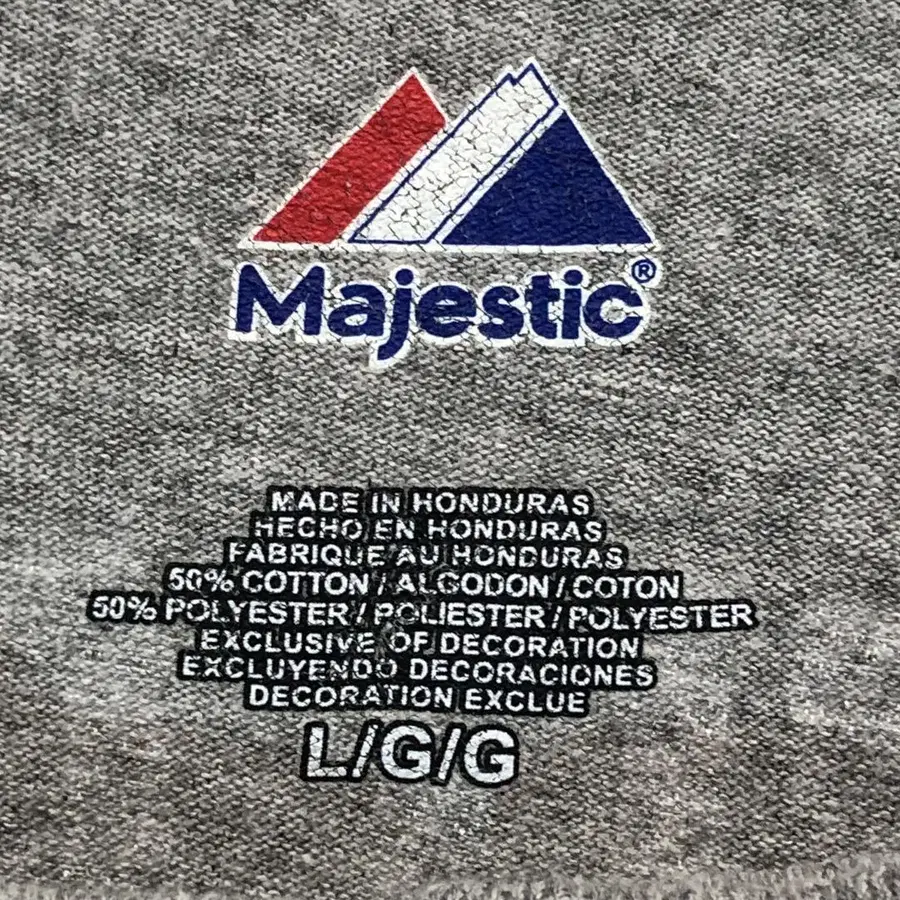 Majestic®
MADE IN HONDURAS
HECHO EN HONDURAS
FABRIQUE AU HONDURAS
50% COTTON / ALGODON / COTON
50% POLYESTER / POLIESTER / POLYESTER
EXCLUSIVE OF DECORATION
EXCLUYENDO DECORACIONES
DECORATION EXCLUE
L/G/G